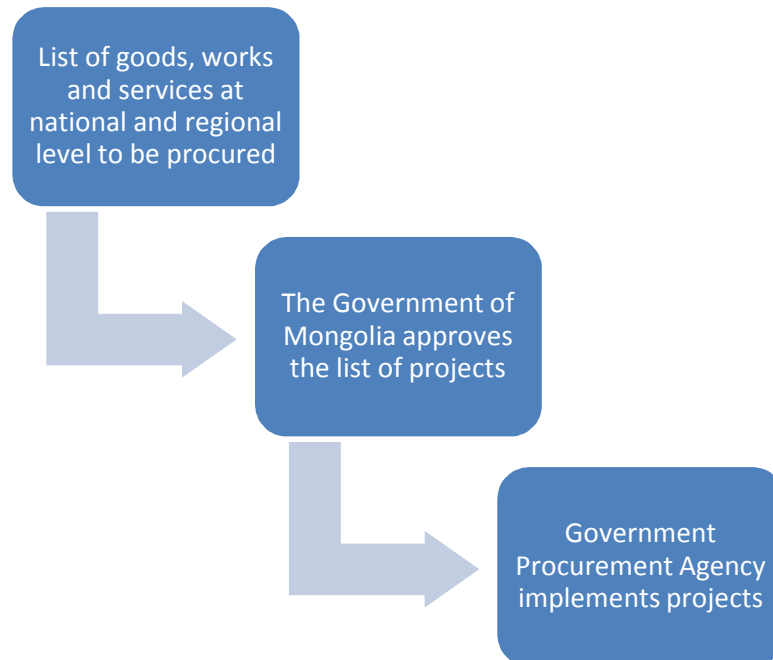 List of goods, works
and services at
national and regional
level to be procured
The Government of
Mongolia approves
the list of projects
Government
Procurement Agency
implements projects